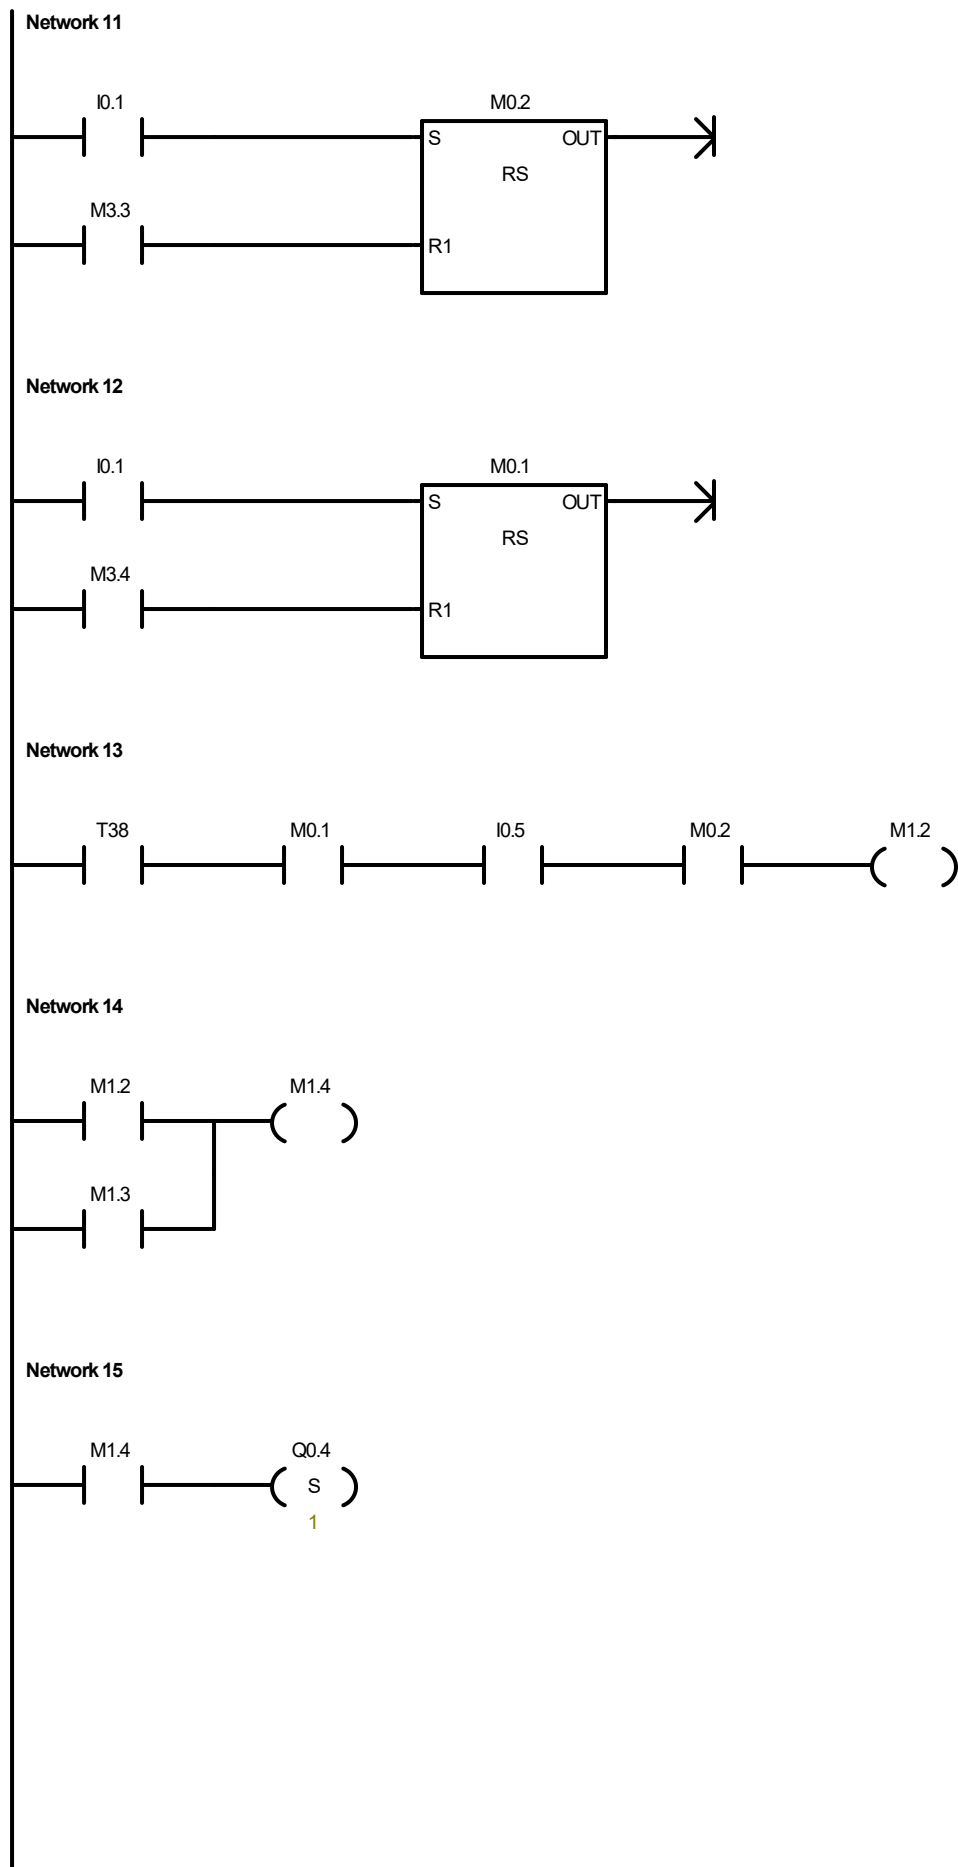 Network 11
I0.1 M0.2
S OUT
RS
M3.3
R1
Network 12
I0.1 M0.1
S OUT
RS
M3.4
R1
Network 13
T38 M0.1 I0.5 M0.2 M1.2
Network 14
M1.2 M1.4
M1.3
Network 15
M1.4 Q0.4
S
1